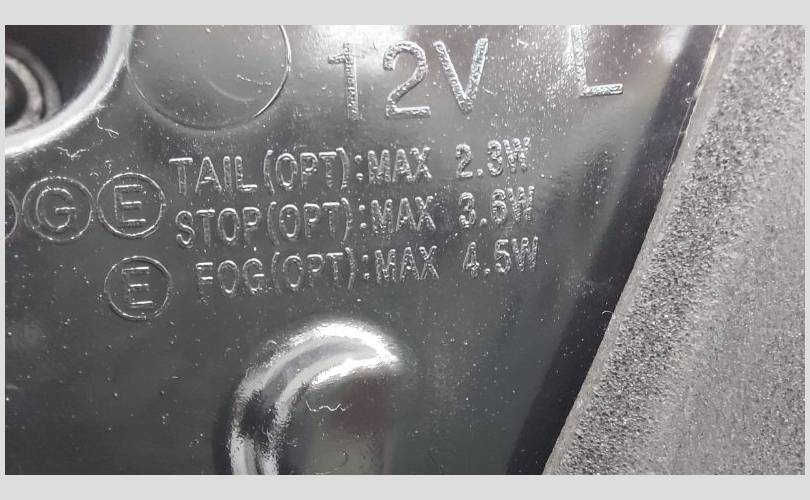 12V L
G E TAIL(OPT):MAX 2.3W
STOP(OPT):MAX 3.6W
E FOG(OPT):MAX 4.5W